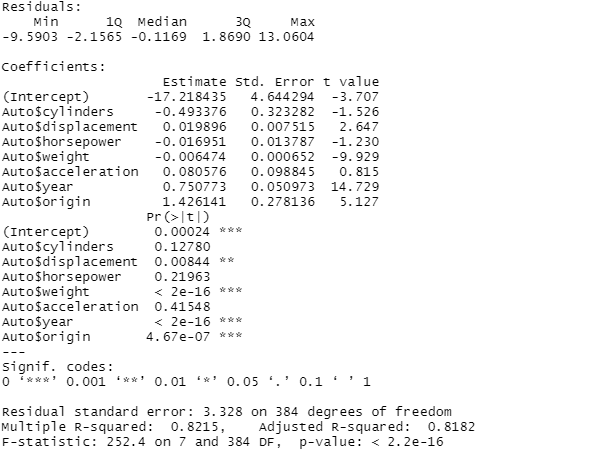 Residuals:
    Min      1Q  Median      3Q     Max
-9.5903 -2.1565 -0.1169  1.8690 13.0604

Coefficients:
                    Estimate Std. Error t value
(Intercept)       -17.218435   4.644294  -3.707
Auto$cylinders     -0.493376   0.323282  -1.526
Auto$displacement   0.019896   0.007515   2.647
Auto$horsepower    -0.016951   0.013787  -1.230
Auto$weight        -0.006474   0.000652  -9.929
Auto$acceleration   0.080576   0.098845   0.815
Auto$year           0.750773   0.050973  14.729
Auto$origin         1.426141   0.278136   5.127
                  Pr(>|t|)
(Intercept)        0.00024 ***
Auto$cylinders     0.12780
Auto$displacement  0.00844 **
Auto$horsepower    0.21963
Auto$weight        < 2e-16 ***
Auto$acceleration  0.41548
Auto$year          < 2e-16 ***
Auto$origin       4.67e-07 ***
---
Signif. codes:
0 ‘***’ 0.001 ‘**’ 0.01 ‘*’ 0.05 ‘.’ 0.1 ‘ ’ 1

Residual standard error: 3.328 on 384 degrees of freedom
Multiple R-squared:  0.8215,    Adjusted R-squared:  0.8182
F-statistic: 252.4 on 7 and 384 DF,  p-value: < 2.2e-16